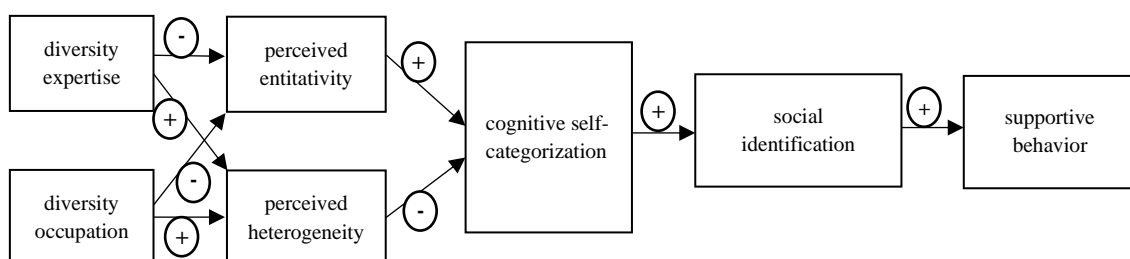 diversity
expertise
-
perceived
entitativity
+
+
cognitive self-
categorization
+
social
identification
+
supportive
behavior
diversity
occupation
-
+
perceived
heterogeneity
-